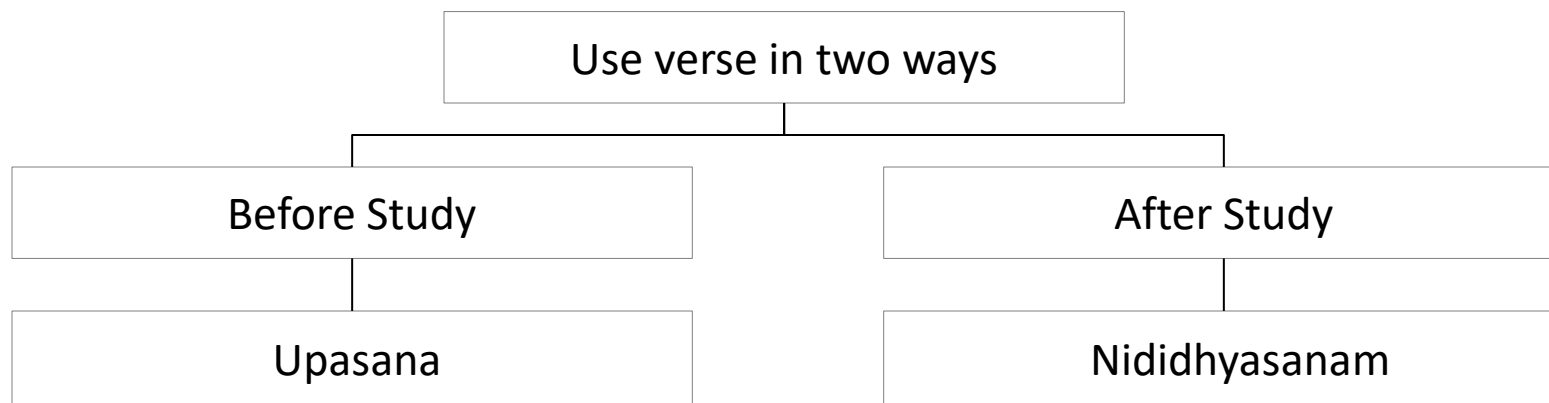 Use verse in two ways
Before Study
After Study
Upasana
Nididhyasanam